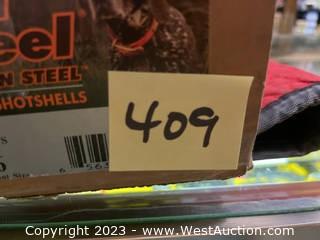 eel
N STEEL
SHOTSHELLS
409
Copyright 2023 - www.WestAuction.com